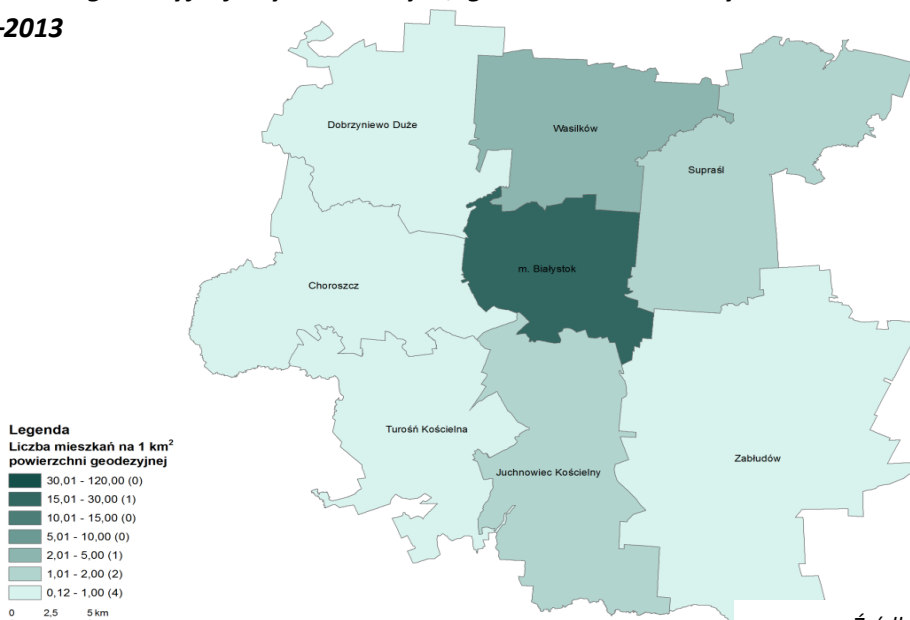 -2013
Dobrzyniewo Duże
Wasilków
Supraśl
m. Białystok
Choroszcz
Turośń Kościelna
Juchnowiec Kościelny
Zabłudów
Legenda
Liczba mieszkań na 1 km²
powierzchni geodezyjnej
30,01 - 120,00 (0)
15,01 - 30,00 (1)
10,01 - 15,00 (0)
5,01 - 10,00 (0)
2,01 - 5,00 (1)
1,01 - 2,00 (2)
0,12 - 1,00 (4)
0 2,5 5 km